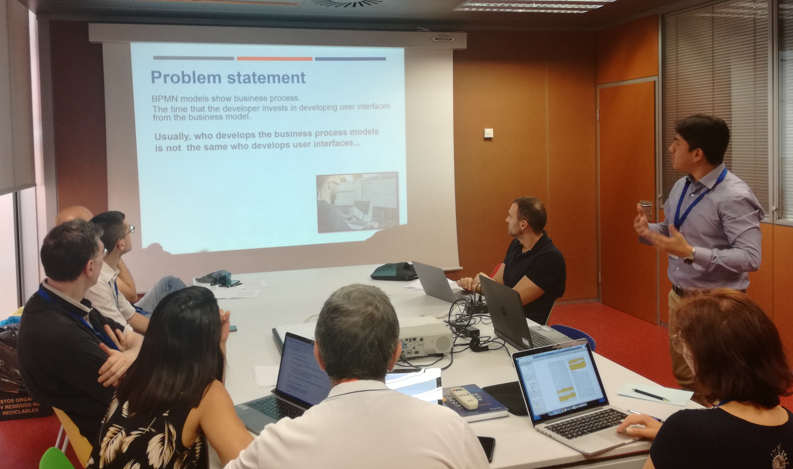 Problem statement
BPMN models show business process.
The time that the developer invests in developing user interfaces
from the business model.
Usually, who develops the business process models
is not the same who develops user interfaces...
RECICLABLES